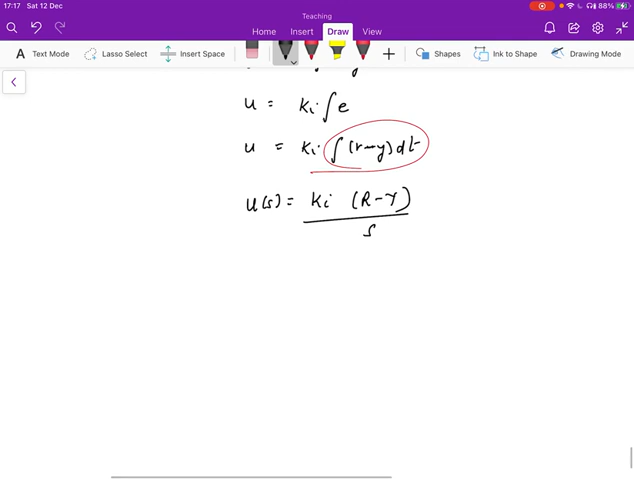 17:17 Sat 12 Dec 88%
Teaching
Home Insert Draw View
Text Mode Lasso Select Insert Space Shapes Ink to Shape Drawing Mode
u = Ki ∫ e
u = Ki ∫ (r-y) dt
U(s) = Ki (R-Y)
s